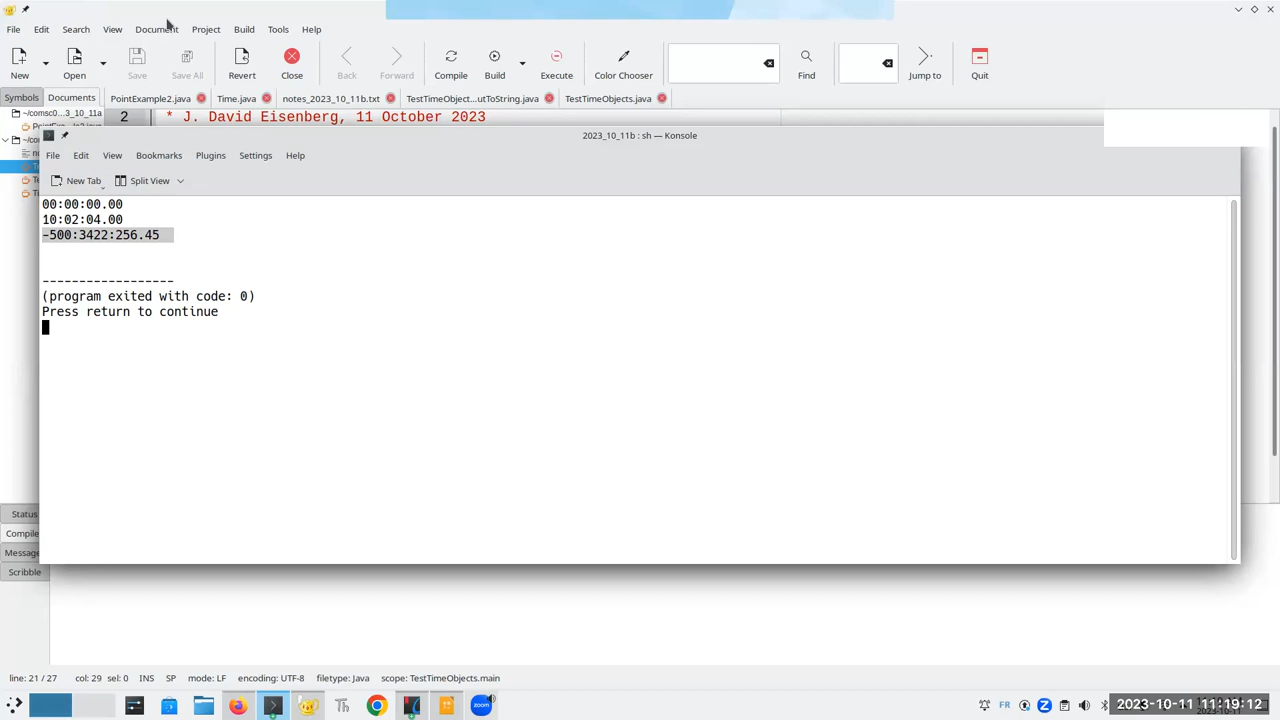 File Edit Search View Document Project Build Tools Help
New Open Save Save All Revert Close Back Forward Compile Build Execute Color Chooser Find Jump to Quit
Symbols Documents PointExample2.java Time.java notes_2023_10_11b.txt TestTimeObject...utToString.java TestTimeObjects.java
~/comsc0...3_10_11a 2 * J. David Eisenberg, 11 October 2023
2023_10_11b : sh — Konsole
File Edit View Bookmarks Plugins Settings Help
New Tab Split View
00:00:00.00
10:02:04.00
-500:3422:256.45
------------------
(program exited with code: 0)
Press return to continue
Status
Compile
Message
Scribble
line: 21 / 27 col: 29 sel: 0 INS SP mode: LF encoding: UTF-8 filetype: Java scope: TestTimeObjects.main
Th zoom Z FR 2023-10-11 11:19:12